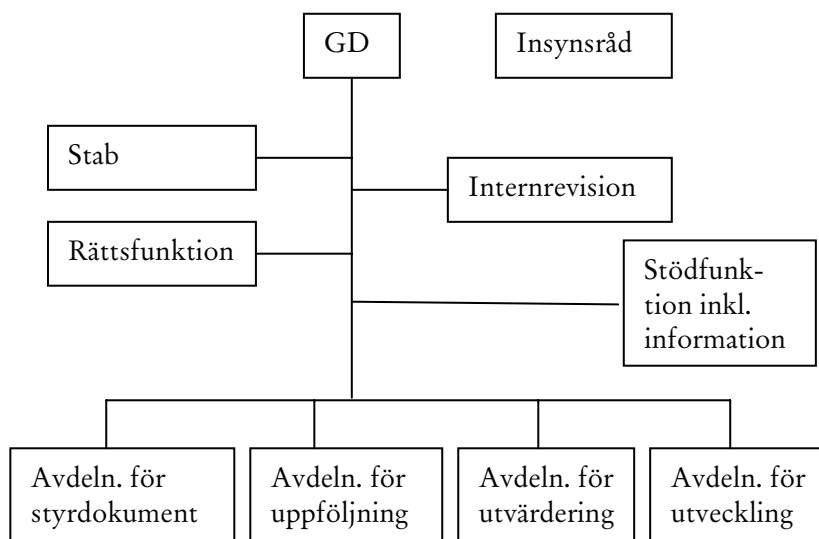 GD
Insynsråd
Stab
Internrevision
Rättsfunktion
Stödfunk-
tion inkl.
information
Avdeln. för
styrdokument
Avdeln. för
uppföljning
Avdeln. för
utvärdering
Avdeln. för
utveckling